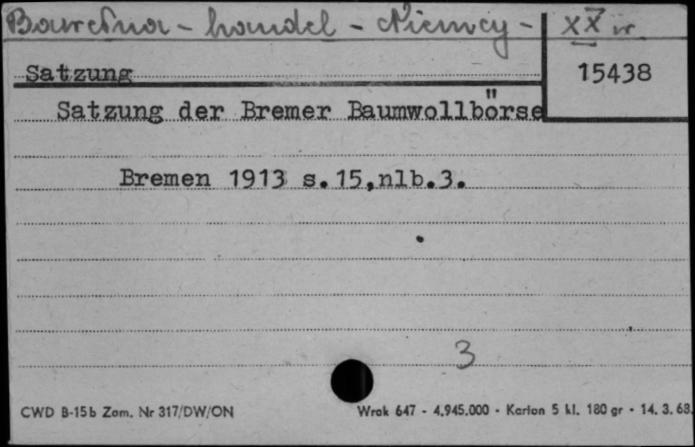 Bawełna - handel - Niemcy - XX w.
Satzung
15438
Satzung der Bremer Baumwollbörse
Bremen 1913 s.15,nlb.3.
3
CWD B-15b Zam. Nr 317/DW/ON
Wrok 647 - 4.945.000 - Karton 5 kl. 180 gr - 14. 3. 68.